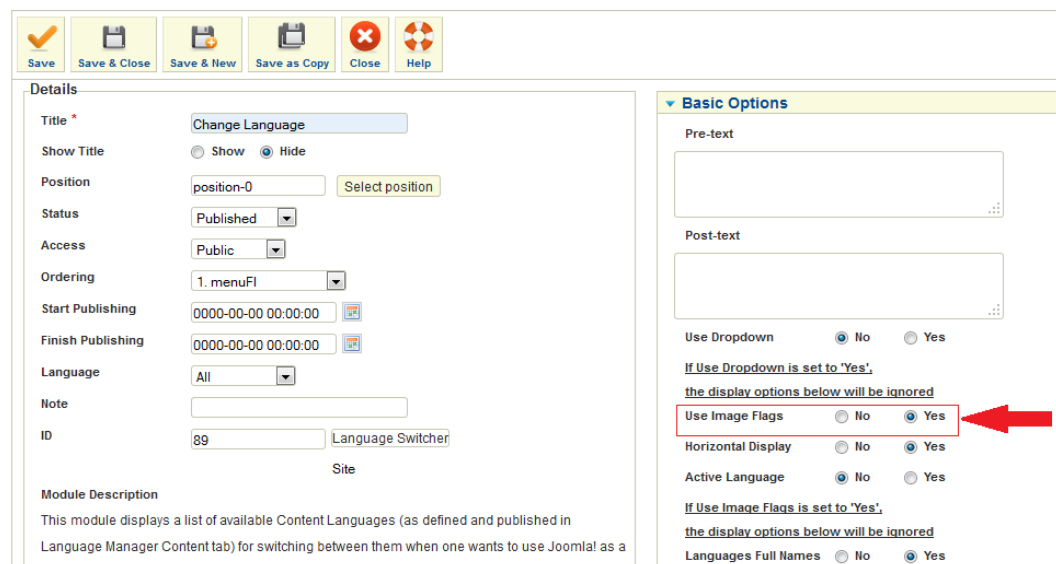 Save Save & Close Save & New Save as Copy Close Help
Details
Title *
Change Language
Show Title
Show Hide
Position
position-0
Select position
Status
Published
Access
Public
Ordering
1. menuFI
Start Publishing
0000-00-00 00:00:00
Finish Publishing
0000-00-00 00:00:00
Language
All
Note
ID
89
Language Switcher
Site
Module Description
This module displays a list of available Content Languages (as defined and published in
Language Manager Content tab) for switching between them when one wants to use Joomla! as a
Basic Options
Pre-text
Post-text
Use Dropdown No Yes
If Use Dropdown is set to 'Yes',
the display options below will be ignored
Use Image Flags No Yes
Horizontal Display No Yes
Active Language No Yes
If Use Image Flags is set to 'Yes',
the display options below will be ignored
Languages Full Names No Yes